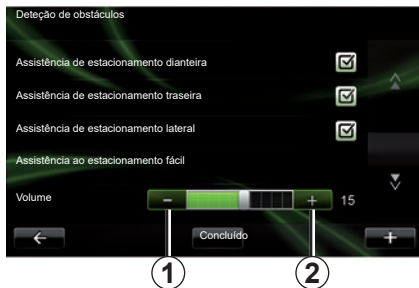 Deteção de obstáculos
Assistência de estacionamento dianteira
Assistência de estacionamento traseira
Assistência de estacionamento lateral
Assistência ao estacionamento fácil
Volume - + 15
Concluído +
1 2